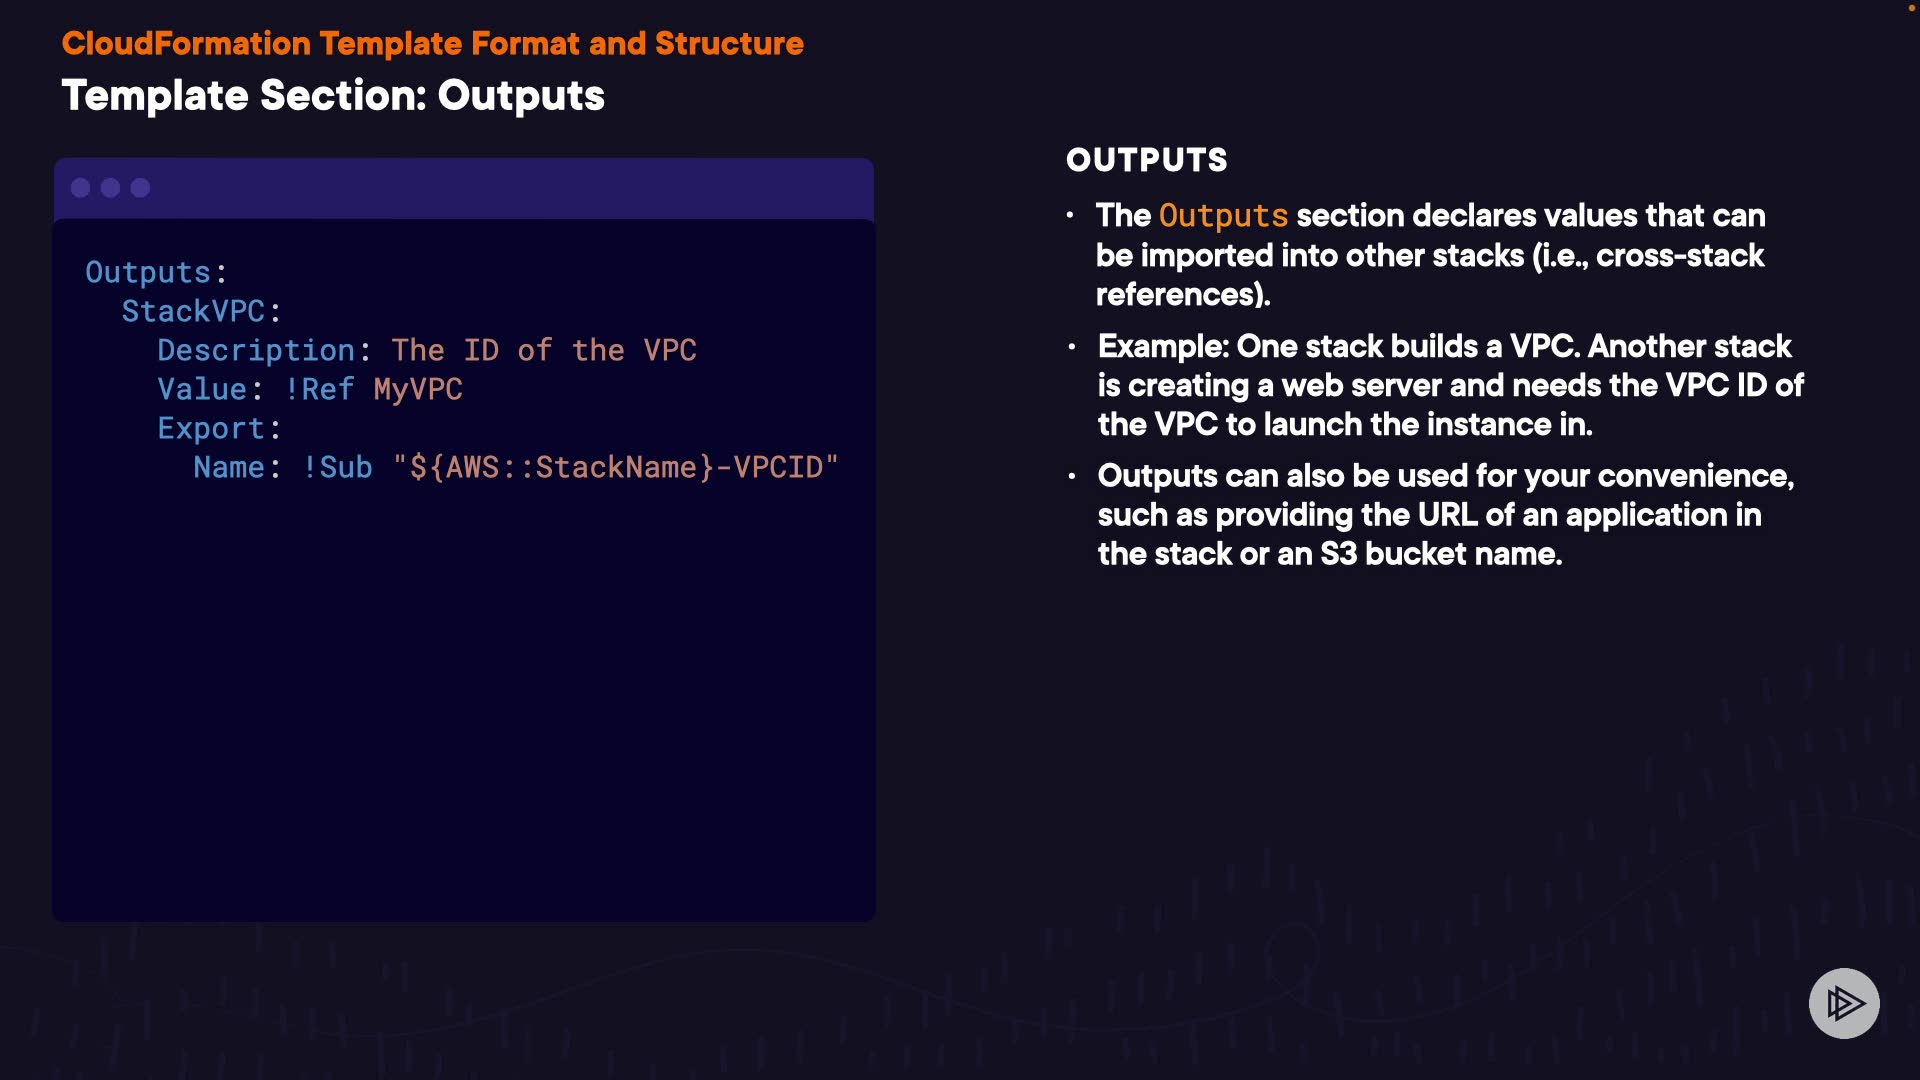 CloudFormation Template Format and Structure
Template Section: Outputs
Outputs:
  StackVPC:
    Description: The ID of the VPC
    Value: !Ref MyVPC
    Export:
      Name: !Sub "${AWS::StackName}-VPCID"
OUTPUTS
• The Outputs section declares values that can
be imported into other stacks (i.e., cross-stack
references).
• Example: One stack builds a VPC. Another stack
is creating a web server and needs the VPC ID of
the VPC to launch the instance in.
• Outputs can also be used for your convenience,
such as providing the URL of an application in
the stack or an S3 bucket name.